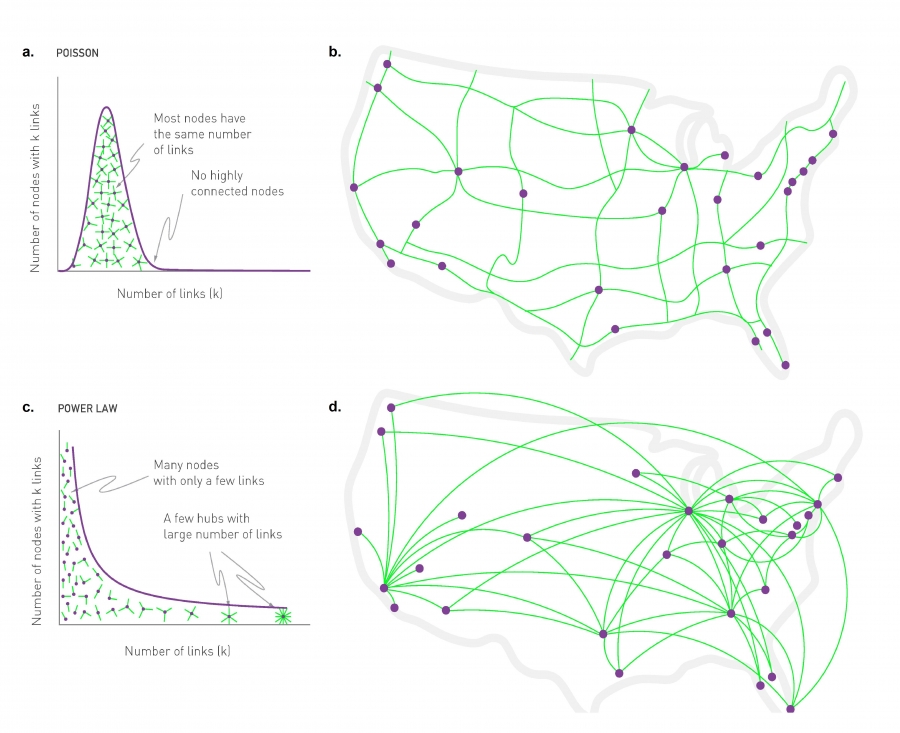 a. POISSON
Number of nodes with k links
Most nodes have
the same number
of links
No highly
connected nodes
Number of links (k)
b.
c. POWER LAW
Number of nodes with k links
Many nodes
with only a few links
A few hubs with
large number of links
Number of links (k)
d.